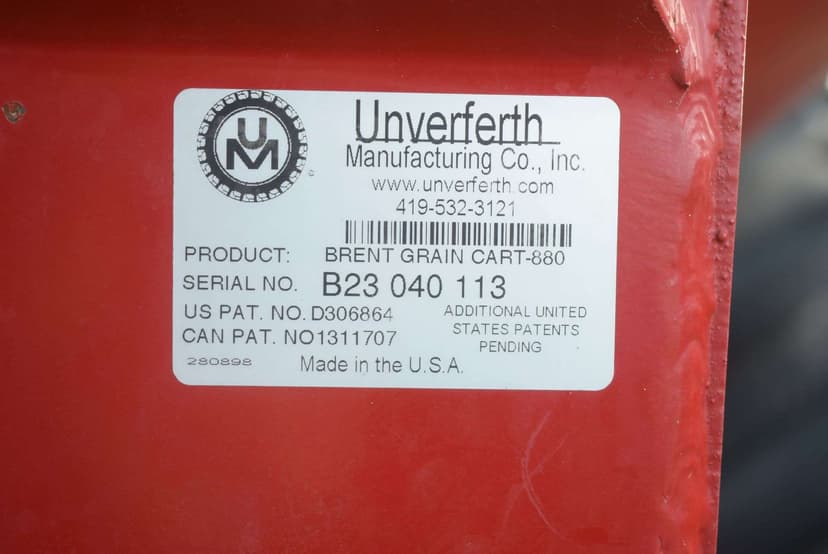 UM
Unverferth
Manufacturing Co., Inc.
www.unverferth.com
419-532-3121
PRODUCT: BRENT GRAIN CART-880
SERIAL NO. B23 040 113
US PAT. NO. D306864
CAN PAT. NO1311707
ADDITIONAL UNITED
STATES PATENTS
PENDING
280898
Made in the U.S.A.